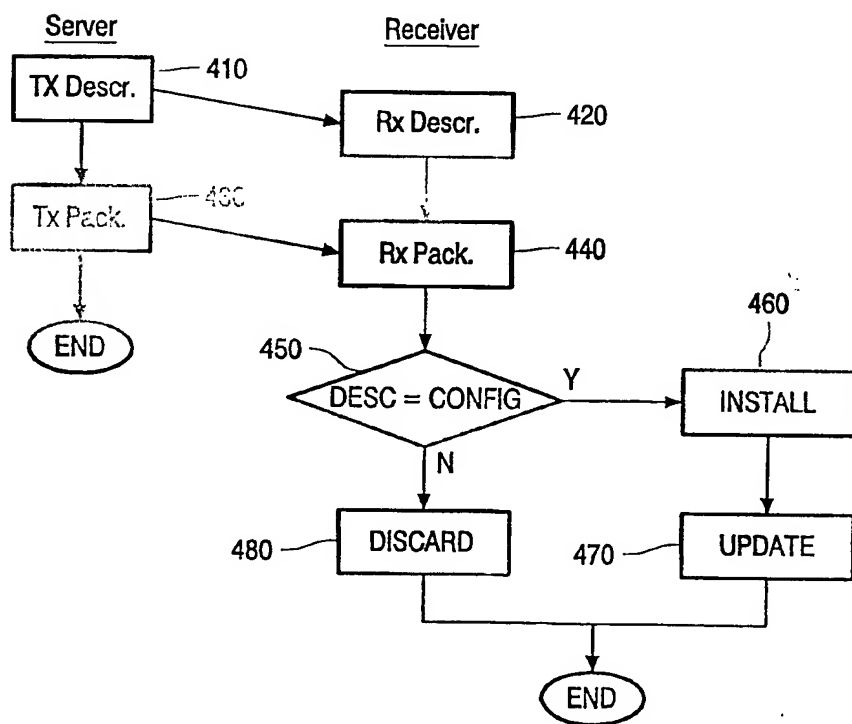 Server
Receiver
410
TX Descr.
420
Rx Descr.
Tx Pack.
440
Rx Pack.
460
450
DESC = CONFIG
Y
INSTALL
END
N
480
DISCARD
470
UPDATE
END